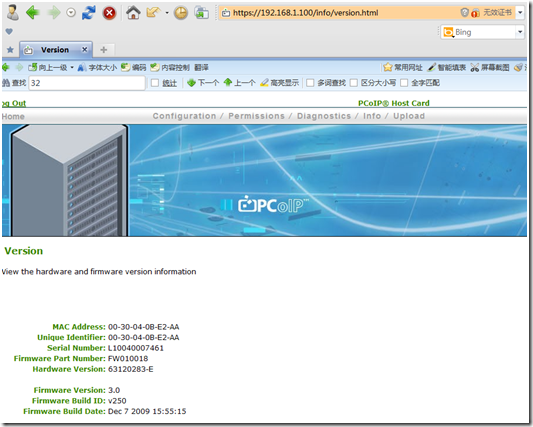 https://192.168.1.100/info/version.html 无效证书
Bing
Version
向上一级 字体大小 编码 内容控制 翻译 常用网址 智能填表 屏幕截图
查找 32 统计 下一个 上一个 高亮显示 多词查找 区分大小写 全字匹配
og Out PCoIP® Host Card
Home Configuration / Permissions / Diagnostics / Info / Upload
PCoIP
Version
View the hardware and firmware version information
MAC Address: 00-30-04-0B-E2-AA
Unique Identifier: 00-30-04-0B-E2-AA
Serial Number: L10040007461
Firmware Part Number: FW010018
Hardware Version: 63120283-E
Firmware Version: 3.0
Firmware Build ID: v250
Firmware Build Date: Dec 7 2009 15:55:15